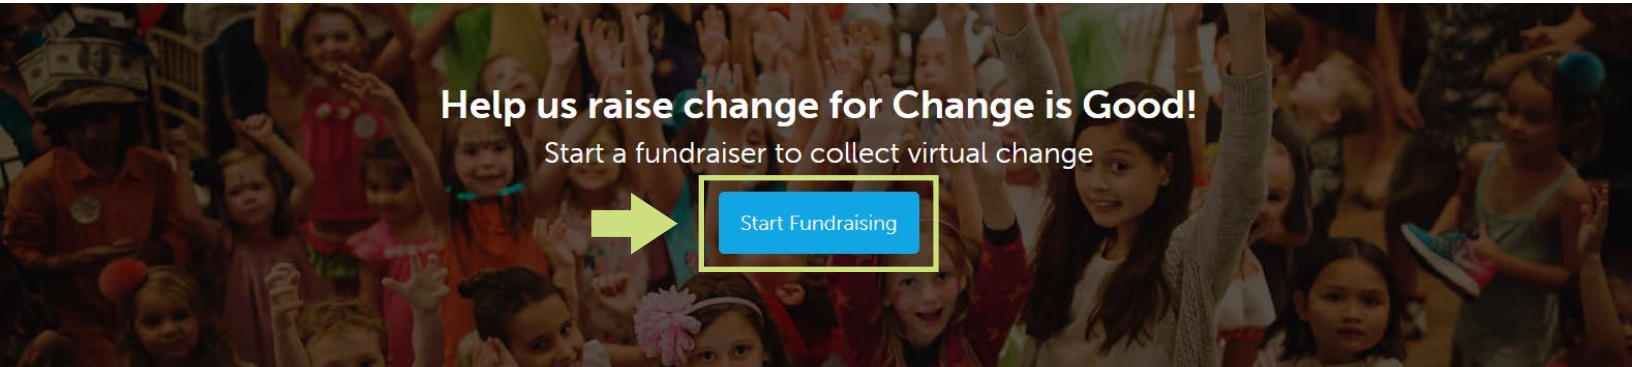 Help us raise change for Change is Good!
Start a fundraiser to collect virtual change
Start Fundraising